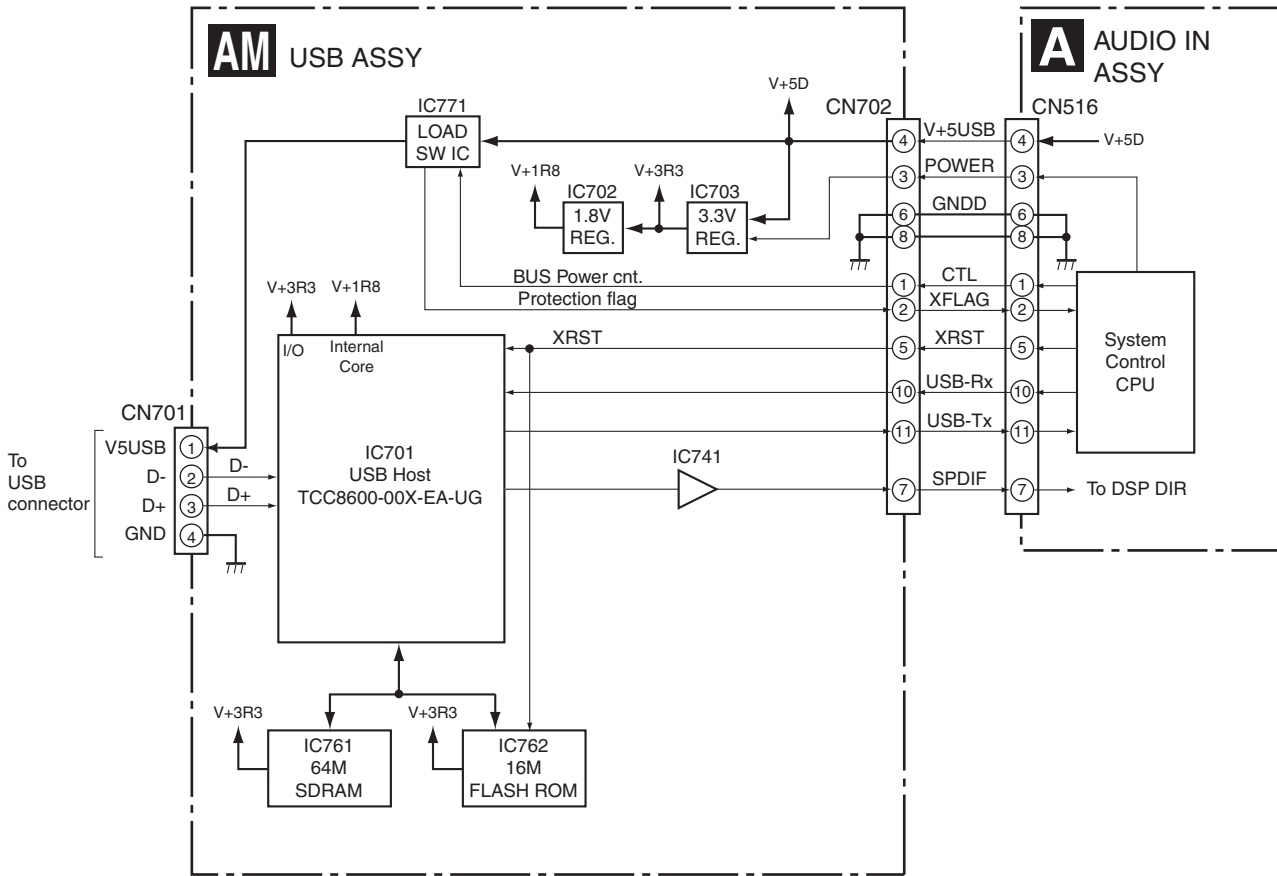 AM USB ASSY
A AUDIO IN
ASSY
V+5D
CN702
CN516
IC771
LOAD
SW IC
4 V+5USB 4 V+5D
V+1R8
IC702
1.8V
REG.
V+3R3
IC703
3.3V
REG.
3 POWER 3
6 GNDD 6
8 8
BUS Power cnt.
1 CTL 1
Protection flag
2 XFLAG 2
XRST
5 XRST 5
10 USB-Rx 10
11 USB-Tx 11
System
Control
CPU
V+3R3 V+1R8
I/O Internal
Core
IC701
USB Host
TCC8600-00X-EA-UG
CN701
To
USB
connector
V5USB 1
D- 2 D-
D+ 3 D+
GND 4
IC741
7 SPDIF 7 To DSP DIR
V+3R3
IC761
64M
SDRAM
V+3R3
IC762
16M
FLASH ROM